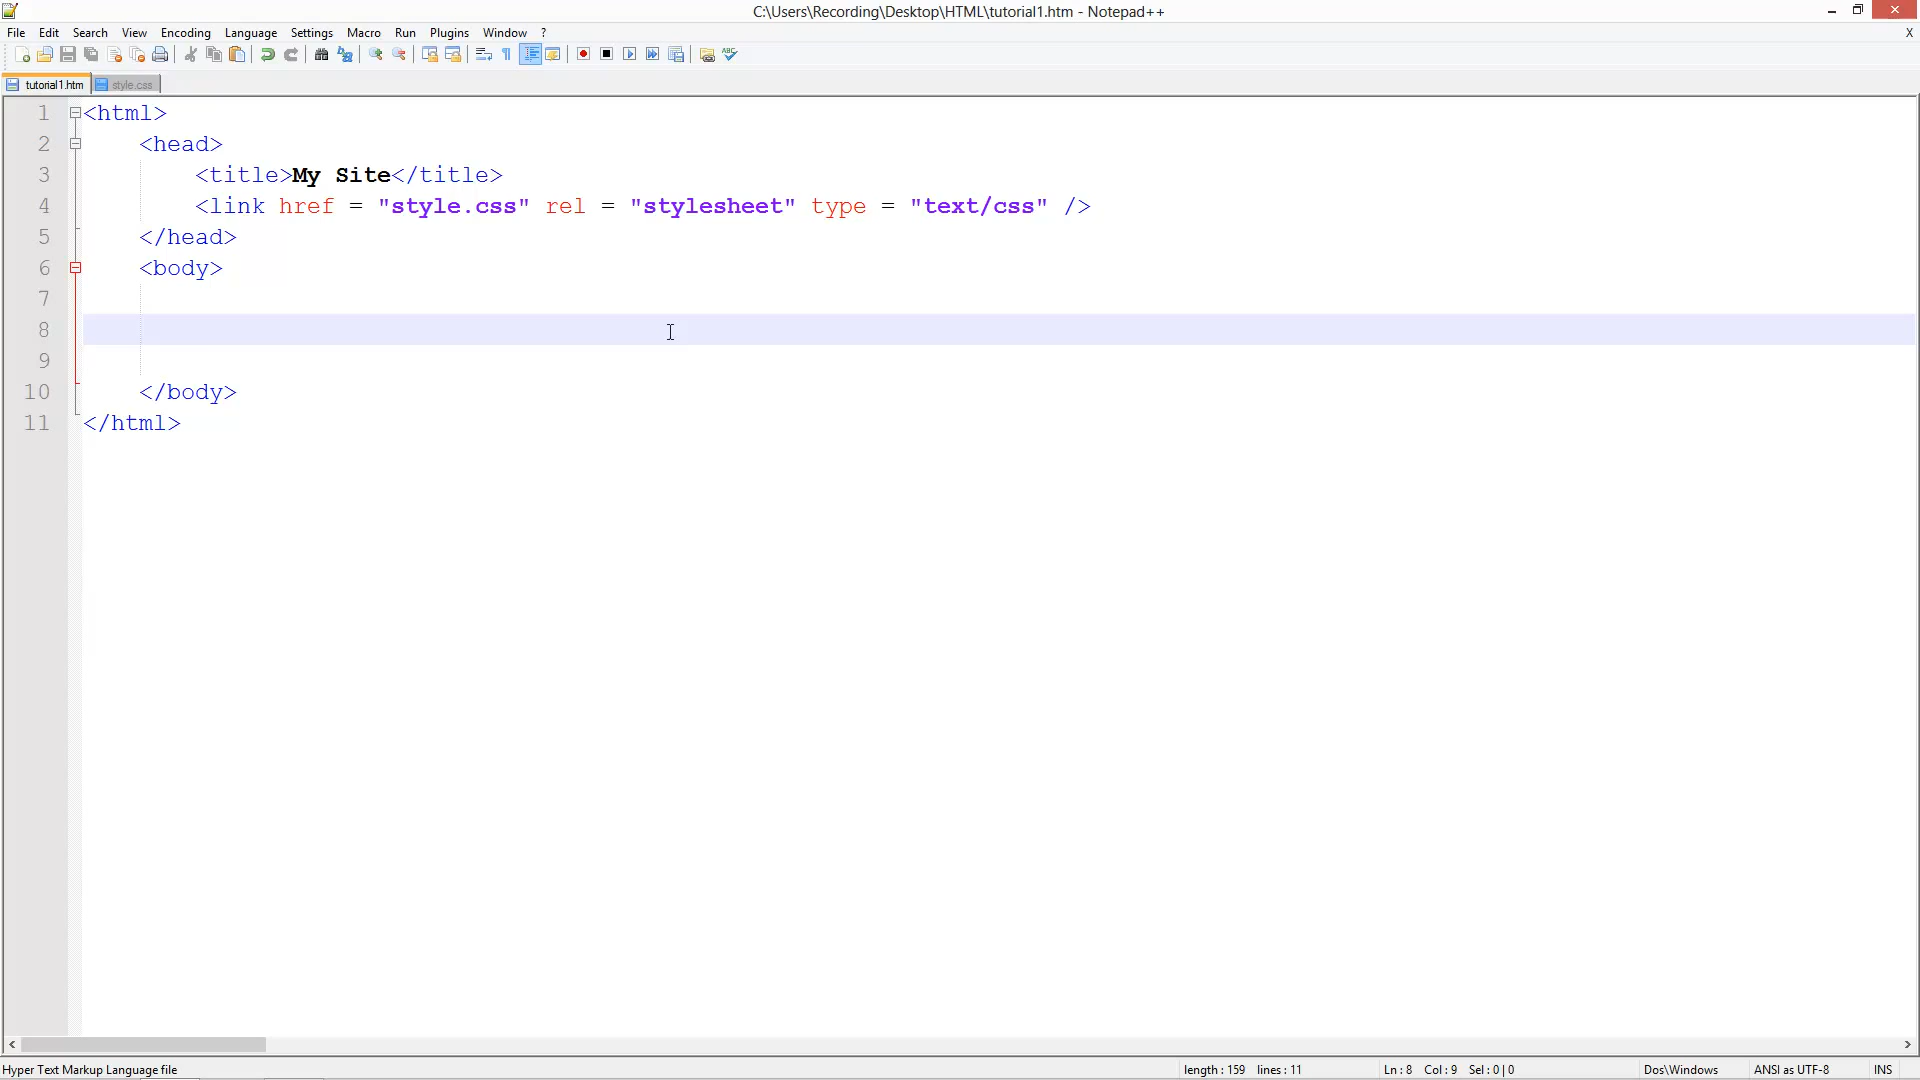 C:\Users\Recording\Desktop\HTML\tutorial1.htm - Notepad++
File Edit Search View Encoding Language Settings Macro Run Plugins Window ? X
tutorial1.htm style.css
1 <html>
2 <head>
3 <title>My Site</title>
4 <link href = "style.css" rel = "stylesheet" type = "text/css" />
5 </head>
6 <body>
7
8
9
10 </body>
11 </html>
Hyper Text Markup Language file length : 159 lines : 11 Ln : 8 Col : 9 Sel : 0 | 0 Dos\Windows ANSI as UTF-8 INS